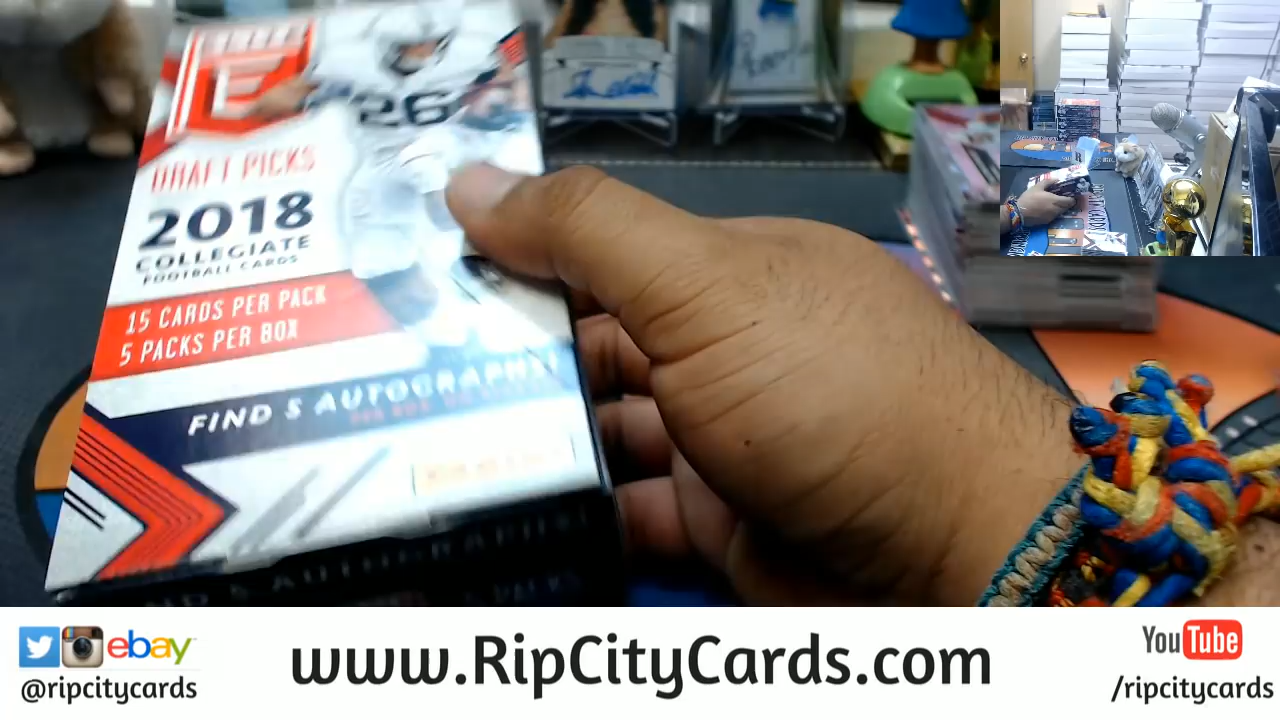 26
DRAFT PICKS
2018
COLLEGIATE
FOOTBALL CARDS
15 CARDS PER PACK
5 PACKS PER BOX
FIND 5 AUTOGRAPHS!
ebay
@ripcitycards
www.RipCityCards.com
YouTube
/ripcitycards